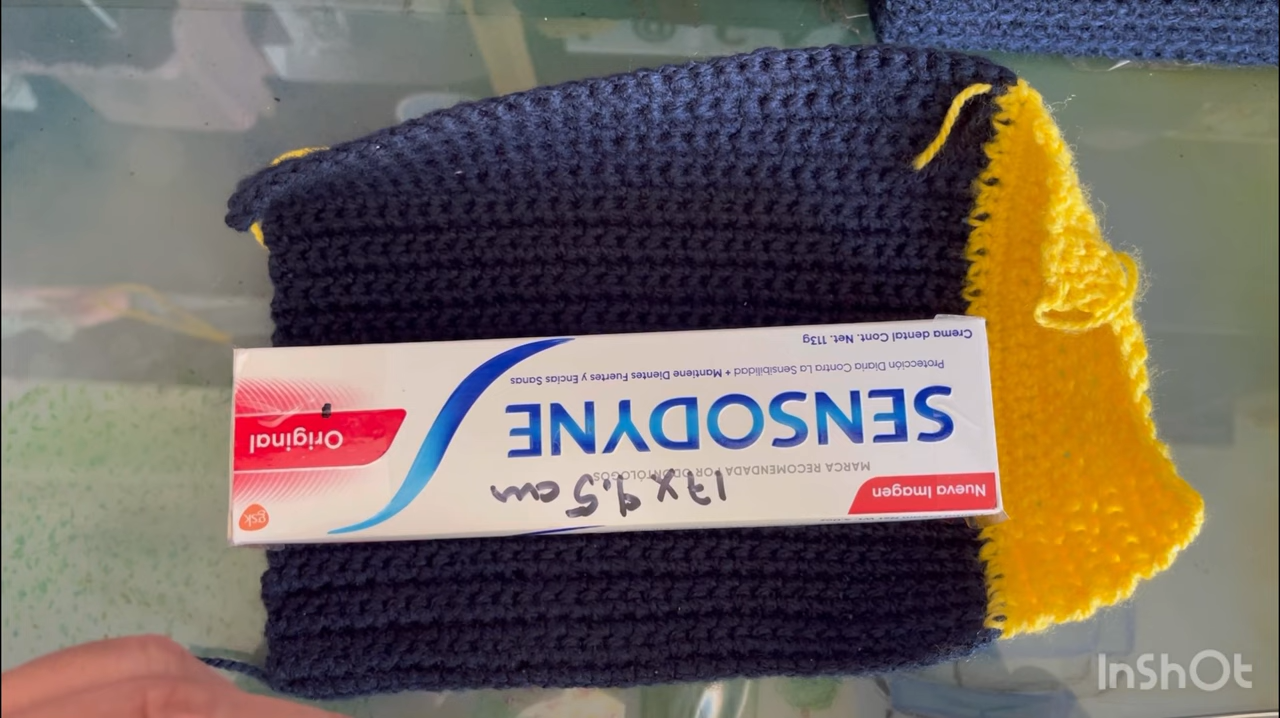 Nueva Imagen
17 x 4.5 cm
MARCA RECOMENDADA POR ODONTÓLOGOS
SENSODYNE
Protección Diaria Contra La Sensibilidad + Mantiene Dientes Fuertes y Encías Sanas
Crema dental Cont. Net. 113g
gsk
Original
InShOt